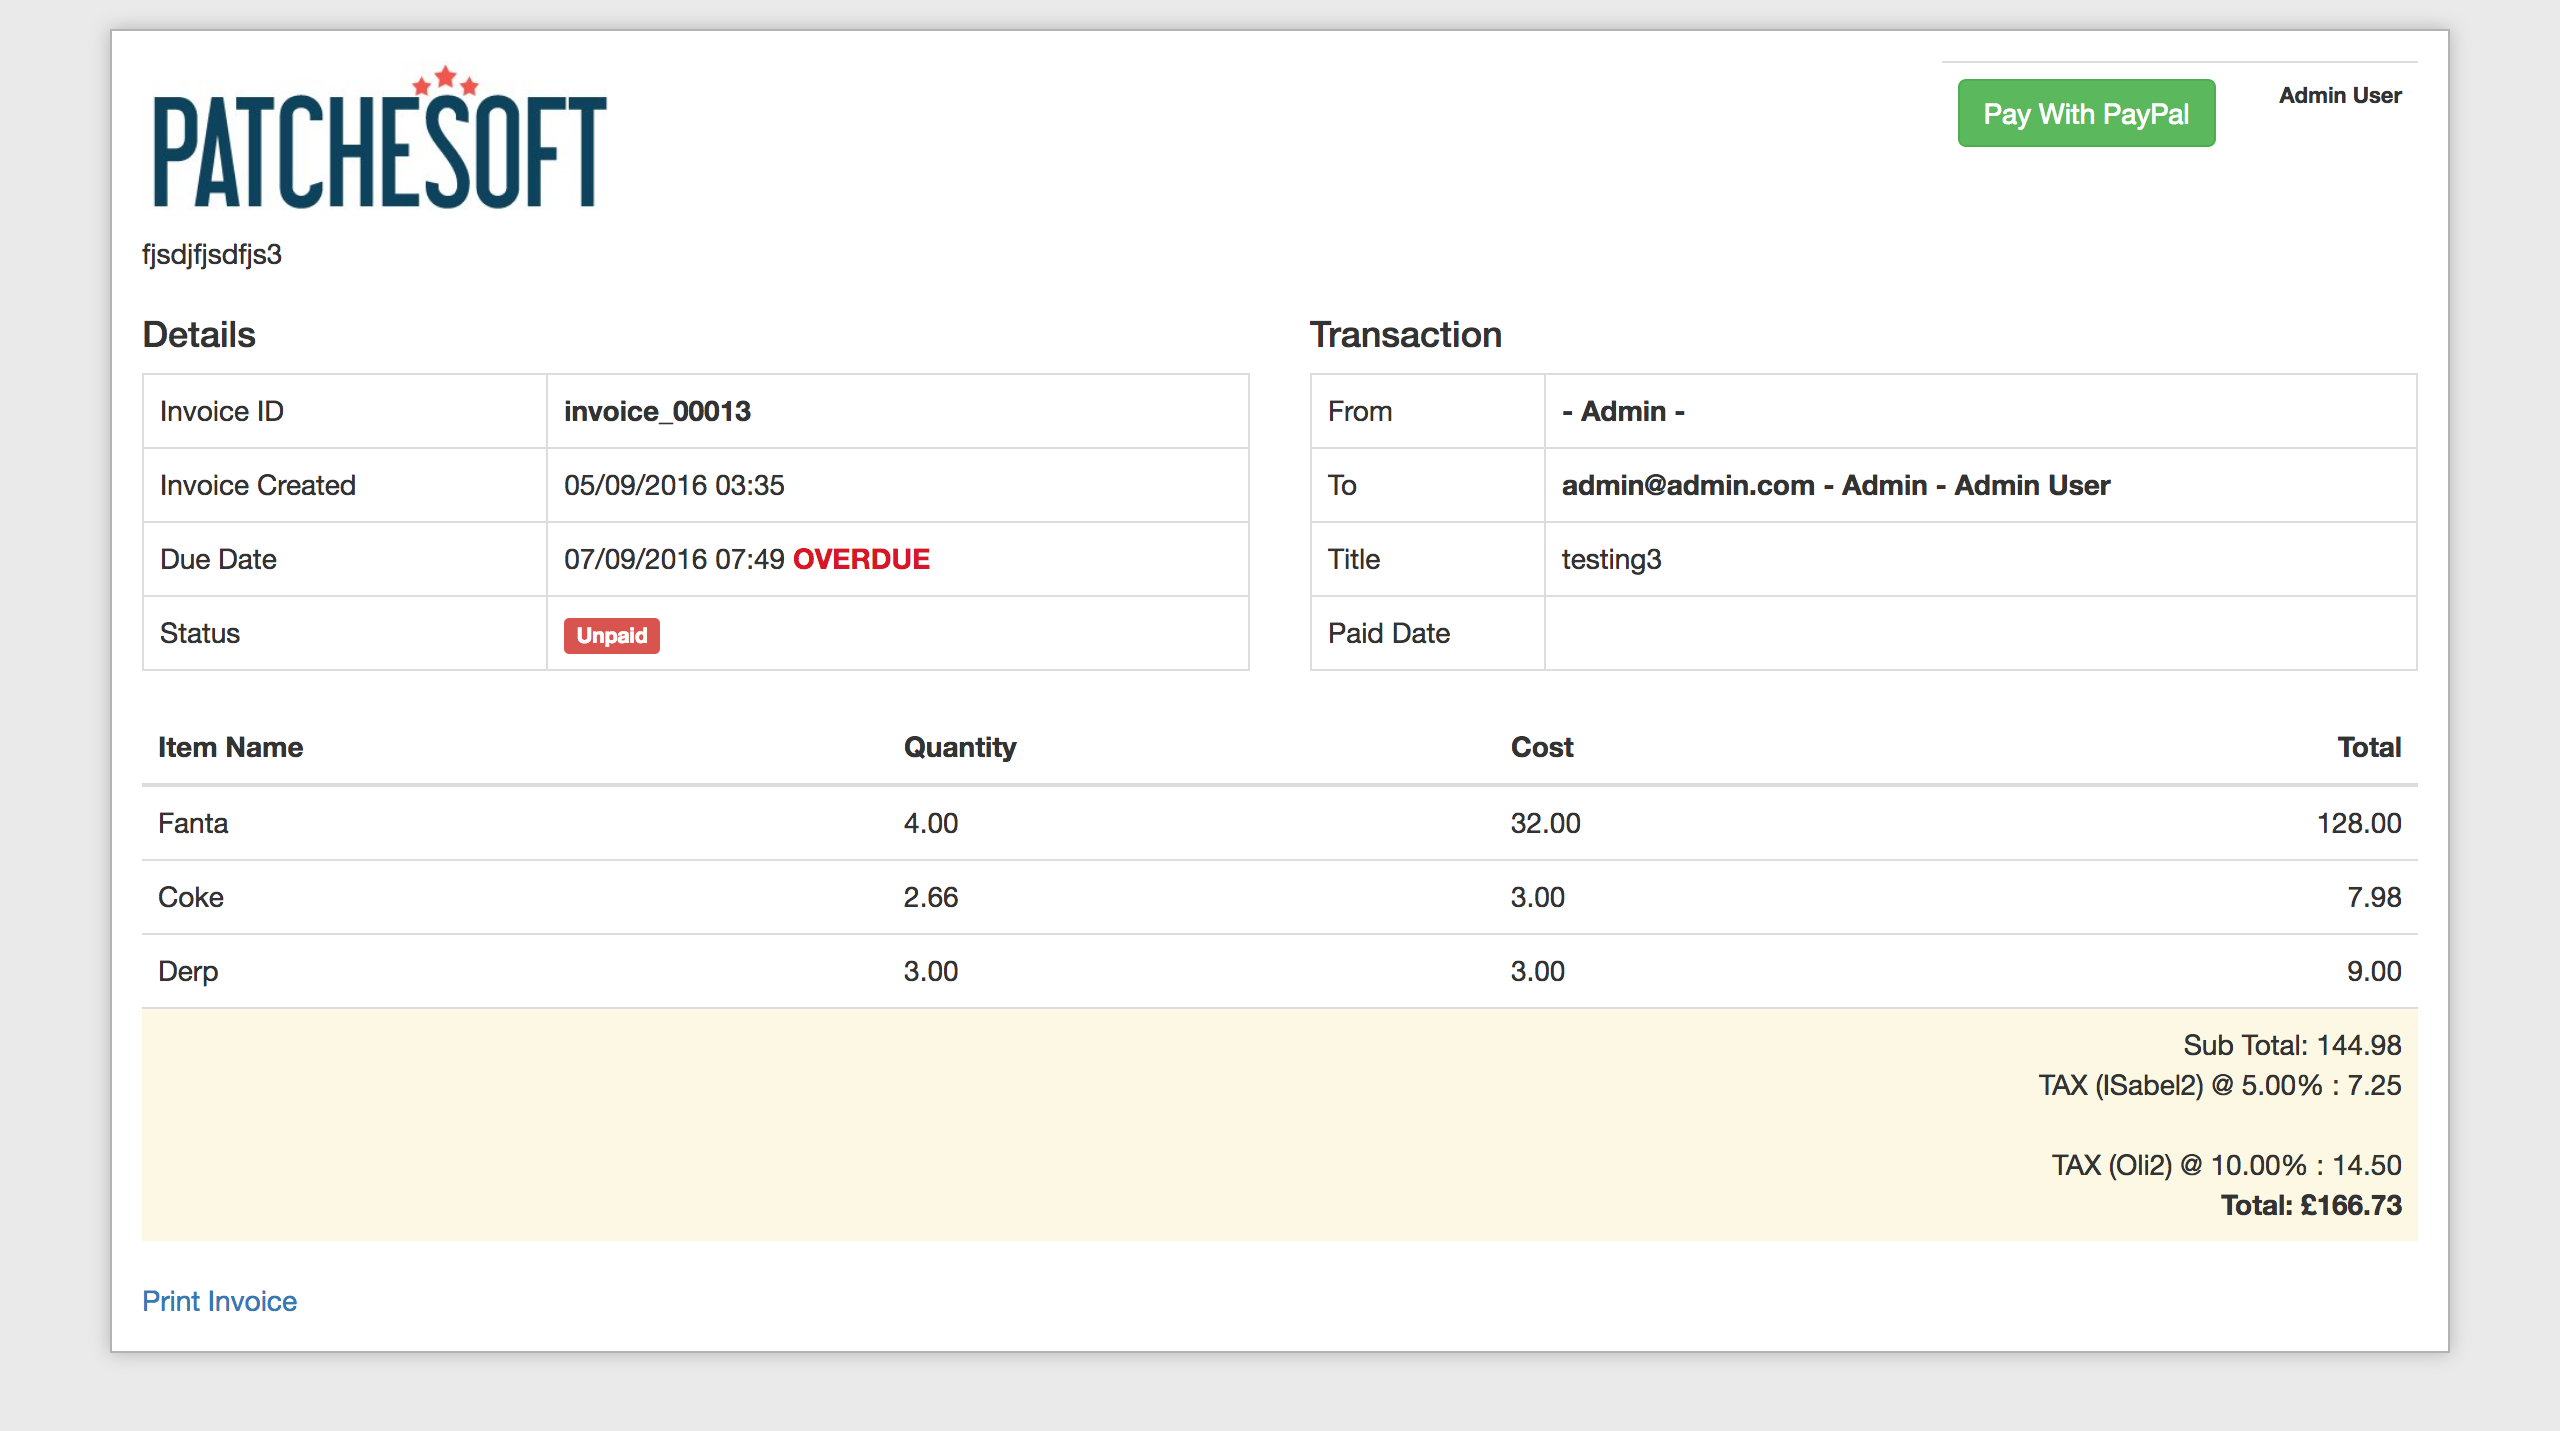 PATCHESOFT
Pay With PayPal
Admin User
fjsdjfjsdfjs3
Details
Invoice ID invoice_00013
Invoice Created 05/09/2016 03:35
Due Date 07/09/2016 07:49 OVERDUE
Status Unpaid
Transaction
From - Admin -
To admin@admin.com - Admin - Admin User
Title testing3
Paid Date
Item Name Quantity Cost Total
Fanta 4.00 32.00 128.00
Coke 2.66 3.00 7.98
Derp 3.00 3.00 9.00
Sub Total: 144.98
TAX (ISabel2) @ 5.00% : 7.25
TAX (Oli2) @ 10.00% : 14.50
Total: £166.73
Print Invoice